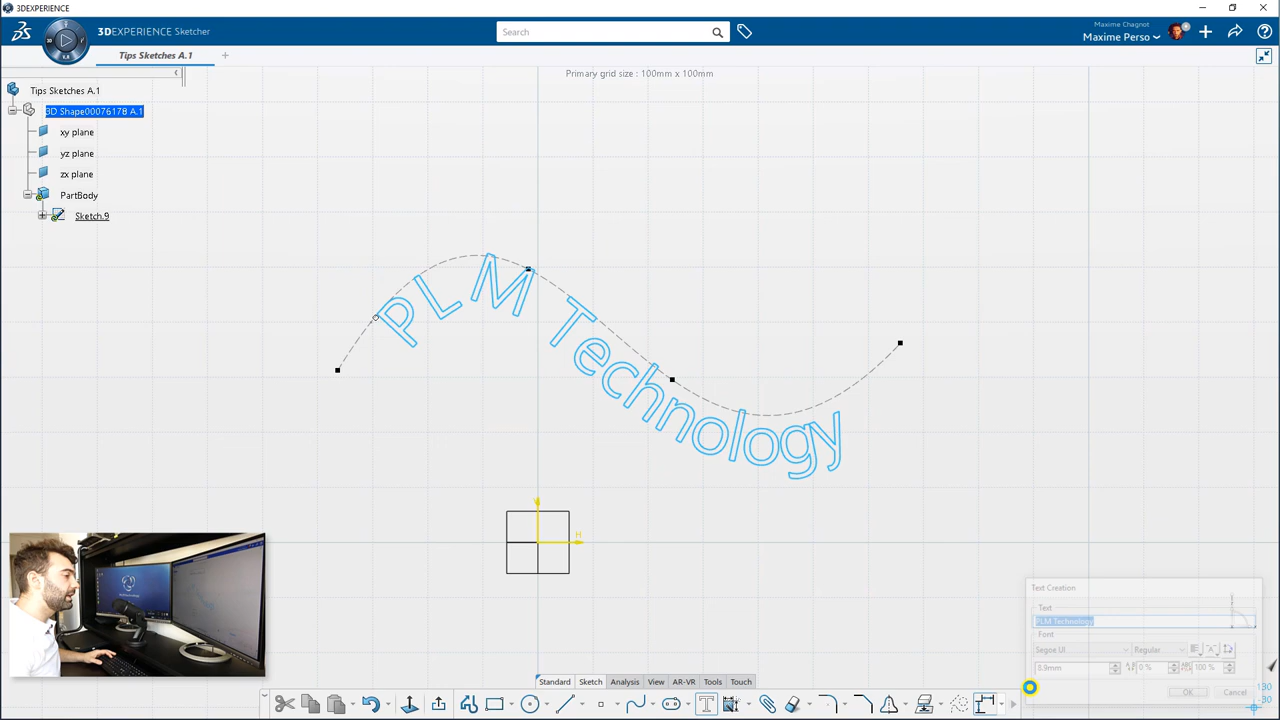 3DEXPERIENCE
3DEXPERIENCE Sketcher
Search
Maxime Chagnot
Maxime Perso
Tips Sketches A.1
Primary grid size : 100mm x 100mm
Tips Sketches A.1
3D Shape00076178 A.1
xy plane
yz plane
zx plane
PartBody
Sketch.9
PLM Technology
V
H
Text Creation
Text
PLM Technology
Font
Segoe UI
Regular
8.9mm
0 %
100 %
OK
Cancel
130
-30
Standard
Sketch
Analysis
View
AR-VR
Tools
Touch